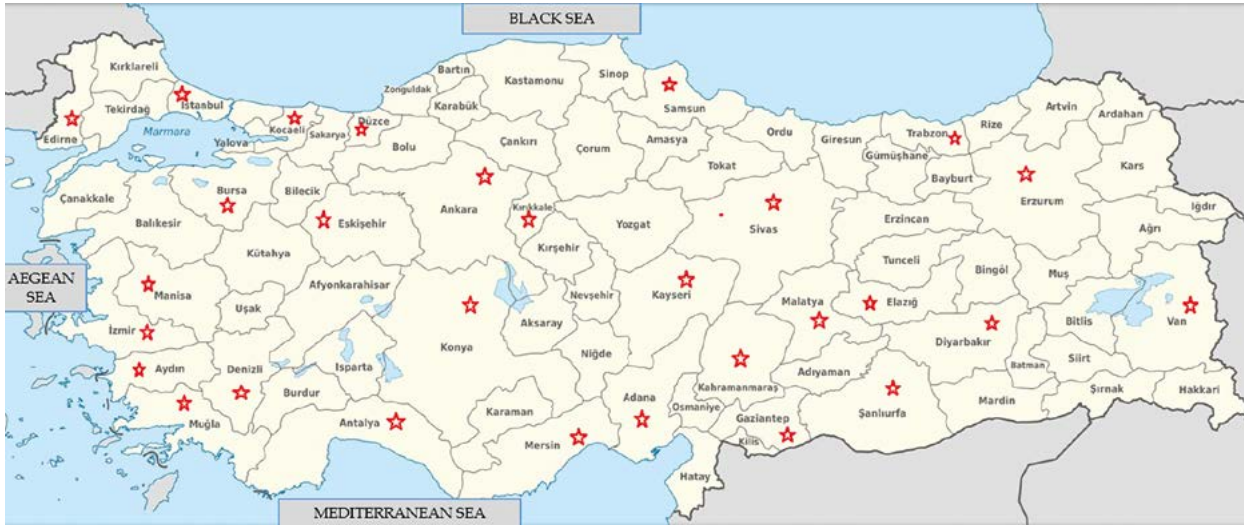 BLACK SEA
Kırklareli
Edirne
Tekirdağ
İstanbul
Marmara
Yalova
Kocaeli
Sakarya
Düzce
Zonguldak
Bartın
Karabük
Kastamonu
Sinop
Samsun
Bolu
Çankırı
Çorum
Amasya
Tokat
Ordu
Giresun
Trabzon
Gümüşhane
Bayburt
Rize
Artvin
Ardahan
Kars
Iğdır
Ağrı
Erzurum
Erzincan
Çanakkale
Balıkesir
Bursa
Bilecik
Eskişehir
Ankara
Kırıkkale
Kırşehir
Yozgat
Sivas
Tunceli
Bingöl
Muş
AEGEAN
SEA
Manisa
Kütahya
Uşak
Afyonkarahisar
Konya
Aksaray
Nevşehir
Kayseri
Malatya
Elazığ
Diyarbakır
Bitlis
Van
İzmir
Aydın
Denizli
Muğla
Burdur
Isparta
Antalya
Karaman
Niğde
Mersin
Adana
Osmaniye
Kahramanmaraş
Adıyaman
Gaziantep
Kilis
Hatay
Şanlıurfa
Mardin
Batman
Siirt
Şırnak
Hakkari
MEDITERRANEAN SEA